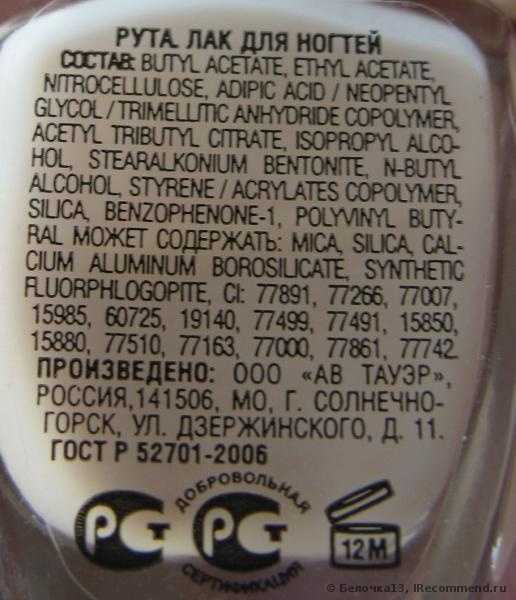 РУТА. ЛАК ДЛЯ НОГТЕЙ
СОСТАВ: BUTYL ACETATE, ETHYL ACETATE,
NITROCELLULOSE, ADIPIC ACID / NEOPENTYL
GLYCOL / TRIMELLITIC ANHYDRIDE COPOLYMER,
ACETYL TRIBUTYL CITRATE, ISOPROPYL ALCO-
HOL, STEARALKONIUM BENTONITE, N-BUTYL
ALCOHOL, STYRENE / ACRYLATES COPOLYMER,
SILICA, BENZOPHENONE-1, POLYVINYL BUTY-
RAL МОЖЕТ СОДЕРЖАТЬ: MICA, SILICA, CAL-
CIUM ALUMINUM BOROSILICATE, SYNTHETIC
FLUORPHLOGOPITE, CI: 77891, 77266, 77007,
15985, 60725, 19140, 77499, 77491, 15850,
15880, 77510, 77163, 77000, 77861, 77742.
ПРОИЗВЕДЕНО: ООО «АВ ТАУЭР»,
РОССИЯ,141506, МО, Г. СОЛНЕЧНО-
ГОРСК, УЛ. ДЗЕРЖИНСКОГО, Д. 11.
ГОСТ Р 52701-2006
РСТ
ДОБРОВОЛЬНАЯ
РСТ
СЕРТИФИКАЦИЯ
12M
© Белочка13, IRecommend.ru